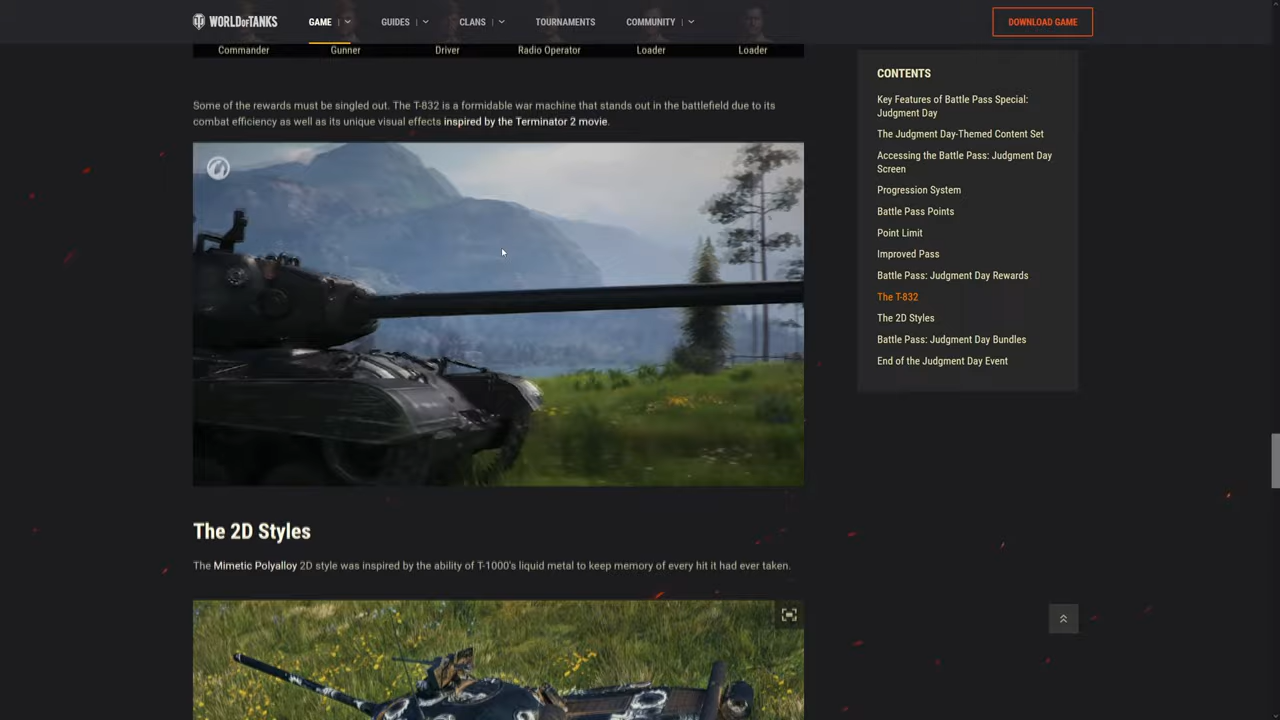 WORLD OF TANKS
GAME
GUIDES
CLANS
TOURNAMENTS
COMMUNITY
DOWNLOAD GAME
Commander
Gunner
Driver
Radio Operator
Loader
Loader
Some of the rewards must be singled out. The T-832 is a formidable war machine that stands out in the battlefield due to its
combat efficiency as well as its unique visual effects inspired by the Terminator 2 movie.
The 2D Styles
The Mimetic Polyalloy 2D style was inspired by the ability of T-1000's liquid metal to keep memory of every hit it had ever taken.
CONTENTS
Key Features of Battle Pass Special:
Judgment Day
The Judgment Day-Themed Content Set
Accessing the Battle Pass: Judgment Day
Screen
Progression System
Battle Pass Points
Point Limit
Improved Pass
Battle Pass: Judgment Day Rewards
The T-832
The 2D Styles
Battle Pass: Judgment Day Bundles
End of the Judgment Day Event